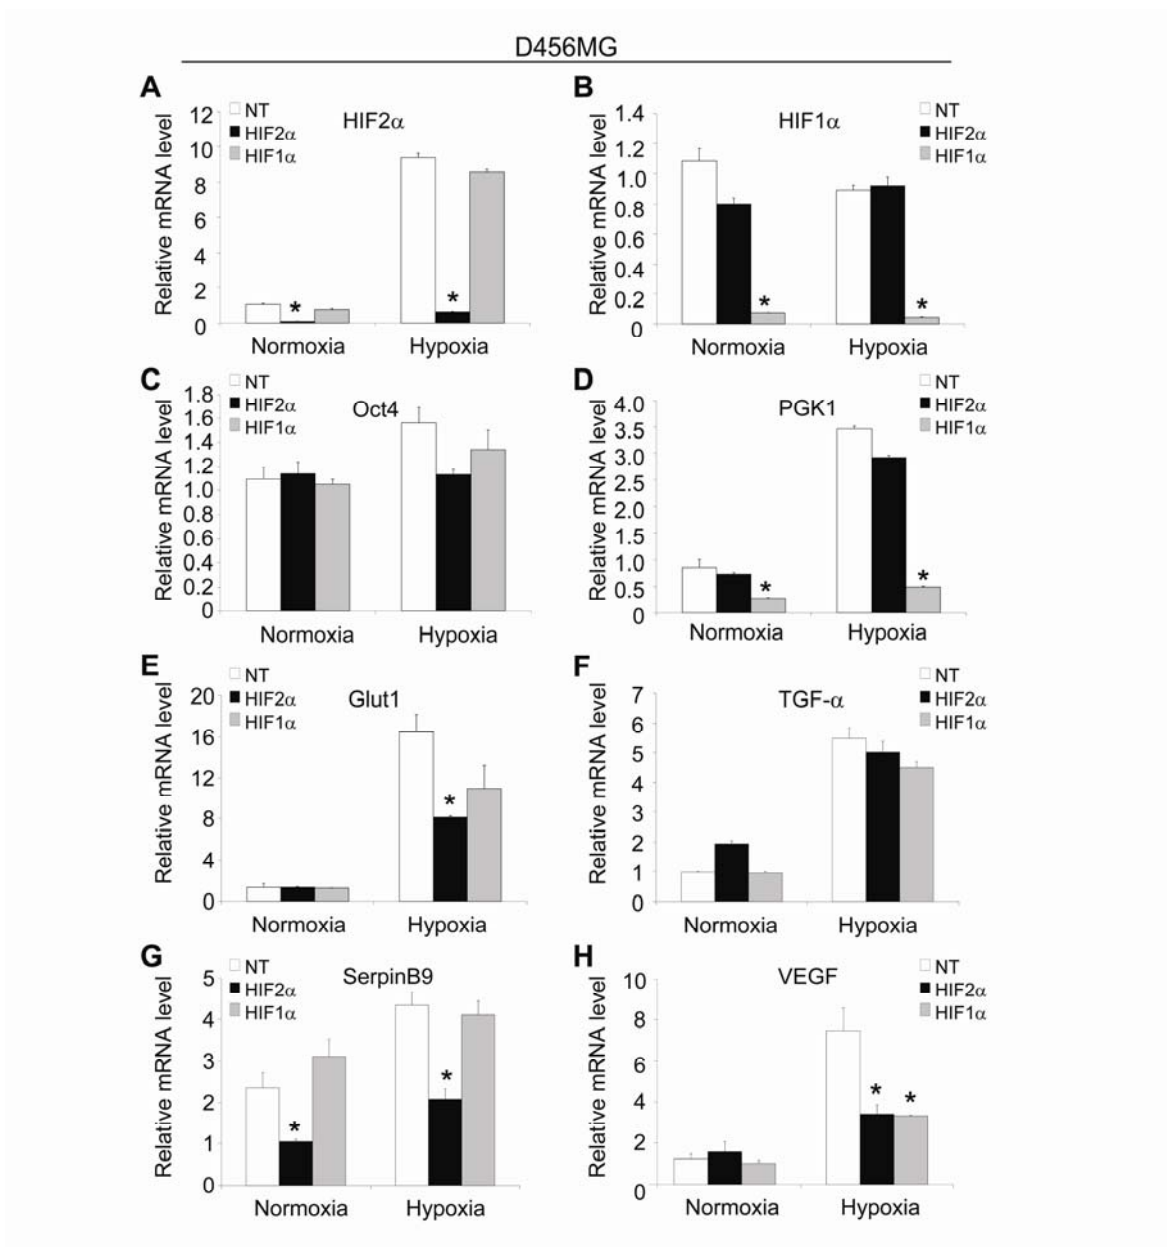 D456MG
A
HIF2α
NT
HIF2α
HIF1α
Relative mRNA level
12
10
8
6
4
2
0
*
*
Normoxia
Hypoxia
B
HIF1α
NT
HIF2α
HIF1α
Relative mRNA level
1.4
1.2
1.0
0.8
0.6
0.4
0.2
0
*
*
Normoxia
Hypoxia
C
Oct4
NT
HIF2α
HIF1α
Relative mRNA level
1.8
1.6
1.4
1.2
1.0
0.8
0.6
0.4
0.2
0
Normoxia
Hypoxia
D
PGK1
NT
HIF2α
HIF1α
Relative mRNA level
4.0
3.5
3.0
2.5
2.0
1.5
1.0
0.5
0
*
*
Normoxia
Hypoxia
E
Glut1
NT
HIF2α
HIF1α
Relative mRNA level
20
16
12
8
4
0
*
Normoxia
Hypoxia
F
TGF-α
NT
HIF2α
HIF1α
Relative mRNA level
7
6
5
4
3
2
1
0
Normoxia
Hypoxia
G
SerpinB9
NT
HIF2α
HIF1α
Relative mRNA level
5
4
3
2
1
0
*
*
Normoxia
Hypoxia
H
VEGF
NT
HIF2α
HIF1α
Relative mRNA level
10
8
6
4
2
0
*
*
Normoxia
Hypoxia